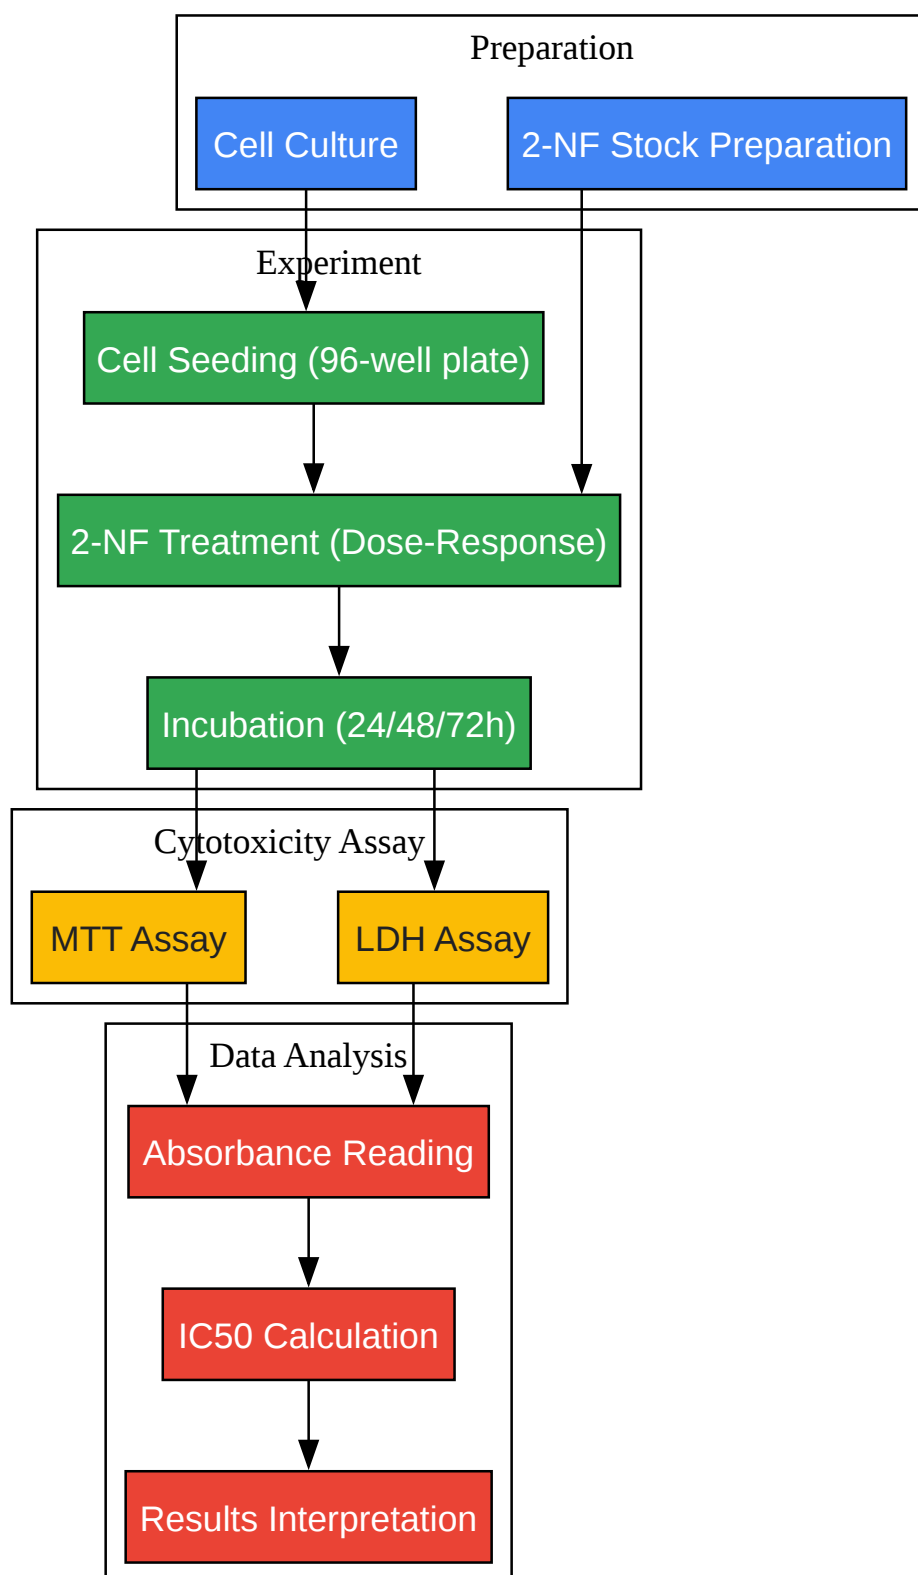 Preparation
Cell Culture
2-NF Stock Preparation
Experiment
Cell Seeding (96-well plate)
2-NF Treatment (Dose-Response)
Incubation (24/48/72h)
Cytotoxicity Assay
MTT Assay
LDH Assay
Data Analysis
Absorbance Reading
IC50 Calculation
Results Interpretation